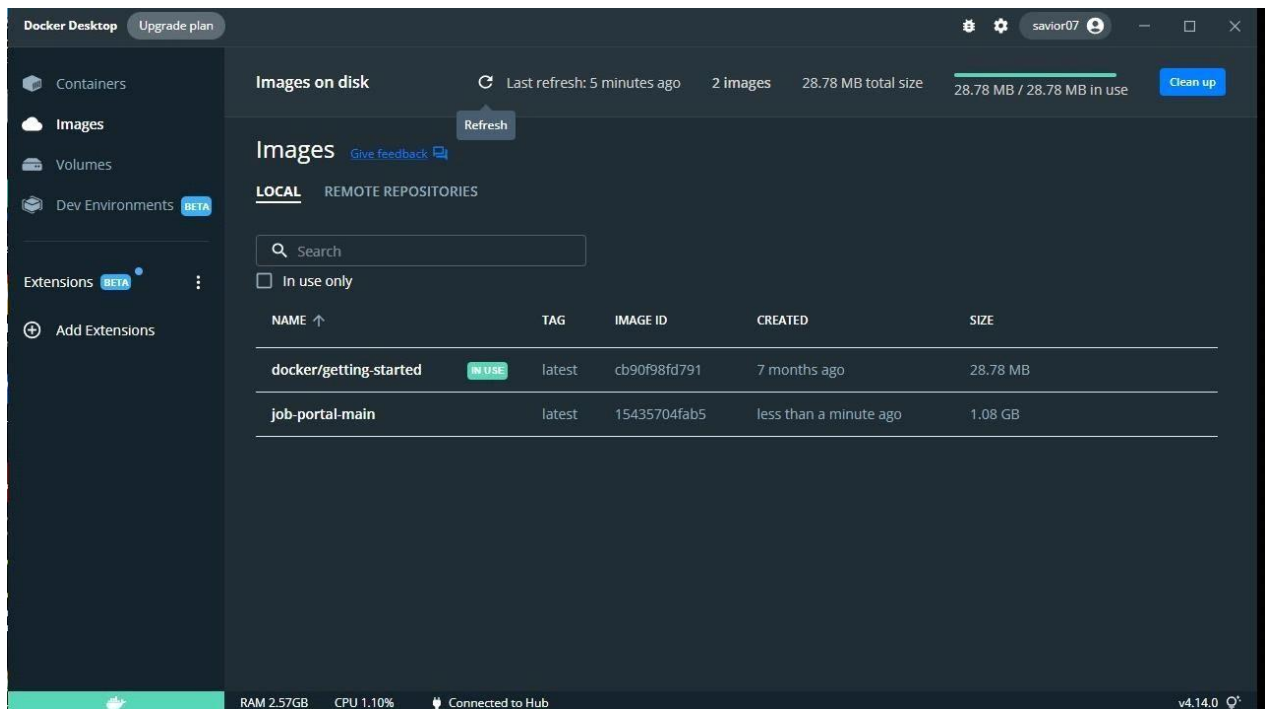 Docker Desktop Upgrade plan savior07
Containers
Images
Volumes
Dev Environments BETA
Extensions BETA
Add Extensions
Images on disk Last refresh: 5 minutes ago 2 images 28.78 MB total size 28.78 MB / 28.78 MB in use Clean up
Refresh
Images Give feedback
LOCAL REMOTE REPOSITORIES
Search
In use only
NAME TAG IMAGE ID CREATED SIZE
docker/getting-started IN USE latest cb90f98fd791 7 months ago 28.78 MB
job-portal-main latest 15435704fab5 less than a minute ago 1.08 GB
RAM 2.57GB CPU 1.10% Connected to Hub v4.14.0